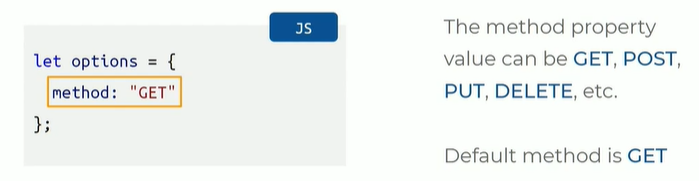 JS
let options = {
method: "GET"
};
The method property
value can be GET, POST,
PUT, DELETE, etc.
Default method is GET